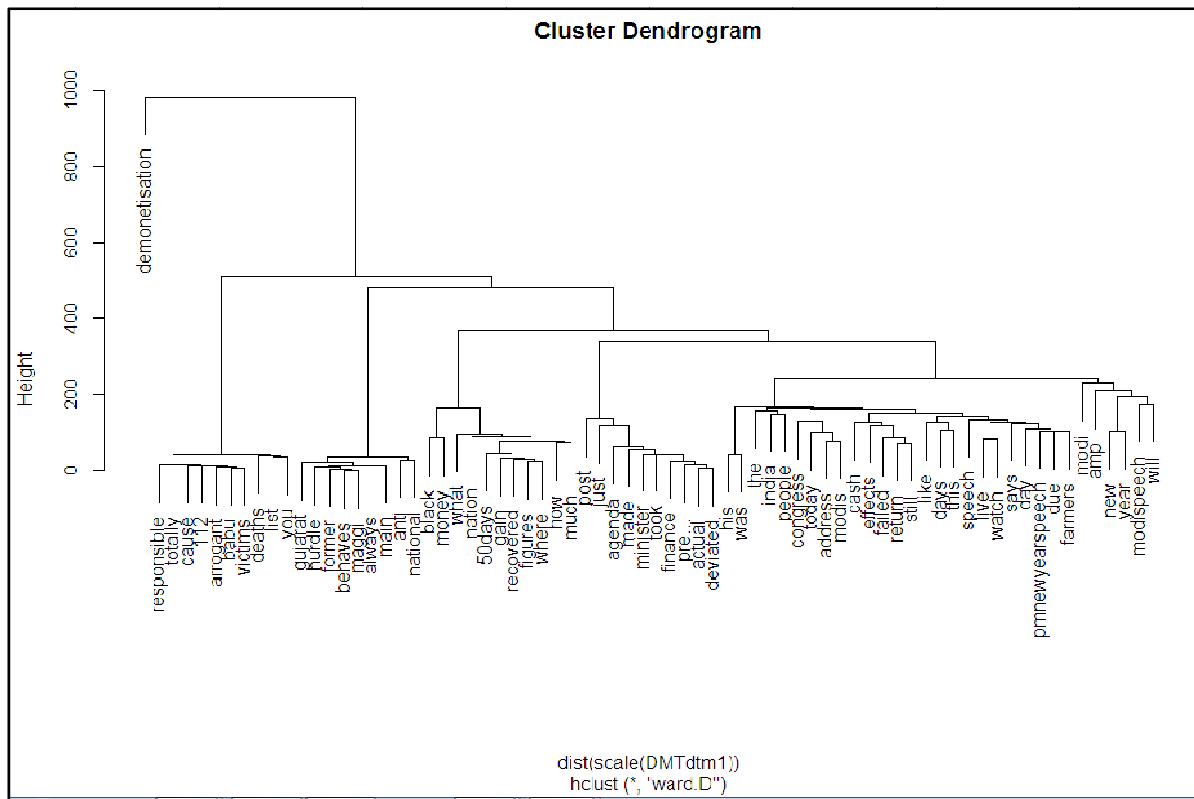 Cluster Dendrogram
Height
0
200
400
600
800
1000
demonetisation
responsible
totally
cause
112
arrogant
babu
victims
deaths
list
you
gujarat
hurdle
former
behaves
maggi
always
main
ant
national
black
money
what
nation
50days
gain
recovered
figures
where
how
much
post
just
agenda
made
minister
took
finance
pre
actual
deviated
his
was
the
india
people
congress
today
address
modis
cash
effects
failed
return
still
like
days
this
speech
live
watch
says
day
pmnewyearspeech
due
farmers
modi
amp
new
year
modispeech
will
dist(scale(DMTdtm1))
hclust (*, "ward.D")